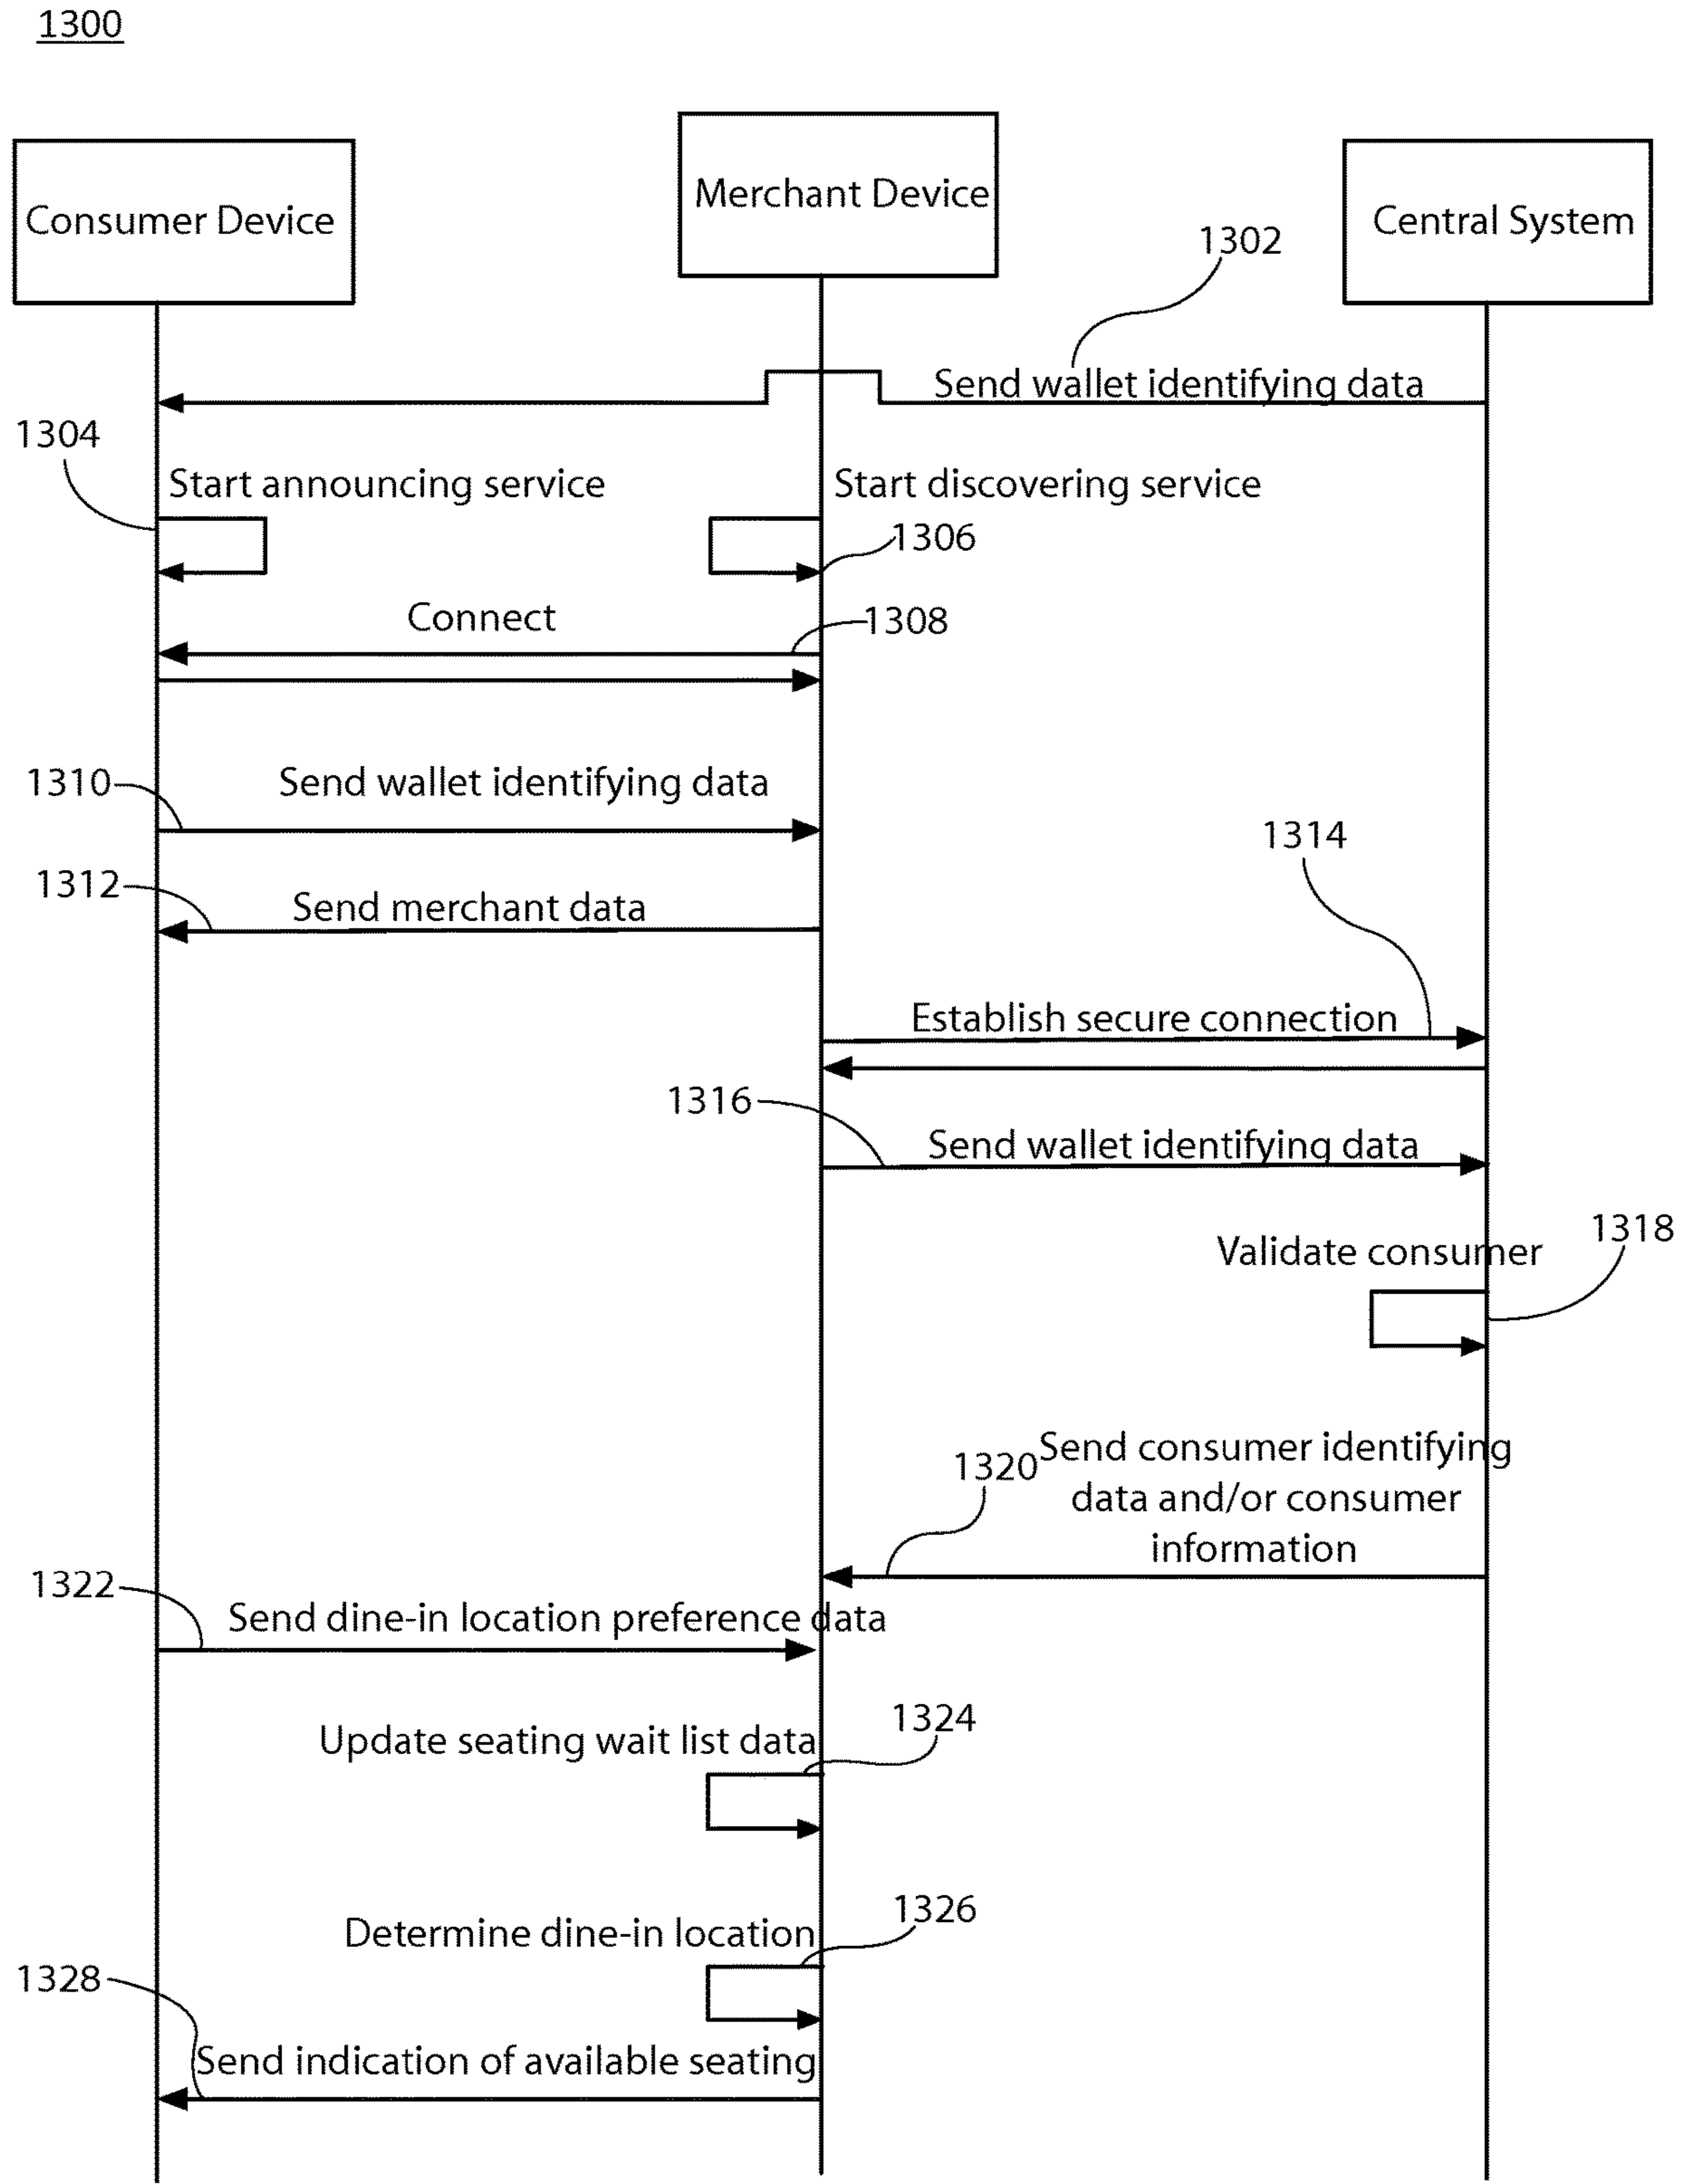 1300
Consumer Device
Merchant Device
Central System
1302
Send wallet identifying data
1304
Start announcing service
Start discovering service
1306
Connect
1308
1310
Send wallet identifying data
1312
Send merchant data
1314
Establish secure connection
1316
Send wallet identifying data
1318
Validate consumer
1320
Send consumer identifying
data and/or consumer
information
1322
Send dine-in location preference data
1324
Update seating wait list data
1326
Determine dine-in location
1328
Send indication of available seating